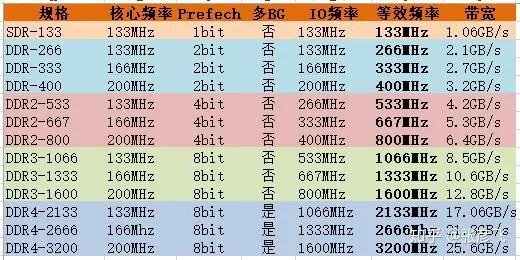 规格 核心频率 Prefech 多BG IO频率 等效频率 带宽
SDR-133 133MHz 1bit 否 133MHz 133MHz 1.06GB/s
DDR-266 133MHz 2bit 否 133MHz 266MHz 2.1GB/s
DDR-333 166MHz 2bit 否 166MHz 333MHz 2.7GB/s
DDR-400 200MHz 2bit 否 200MHz 400MHz 3.2GB/s
DDR2-533 133MHz 4bit 否 266MHz 533MHz 4.2GB/s
DDR2-667 166MHz 4bit 否 333MHz 667MHz 5.3GB/s
DDR2-800 200MHz 4bit 否 400MHz 800MHz 6.4GB/s
DDR3-1066 133MHz 8bit 否 533MHz 1066MHz 8.5GB/s
DDR3-1333 166MHz 8bit 否 667MHz 1333MHz 10.6GB/s
DDR3-1600 200MHz 8bit 否 800MHz 1600MHz 12.8GB/s
DDR4-2133 133MHz 8bit 是 1066MHz 2133MHz 17.06GB/s
DDR4-2666 166Mhz 8bit 是 2666MHz
DDR4-3200 200MHz 8bit 是 1600MHz 3200MHz 25.6GB/s
知乎